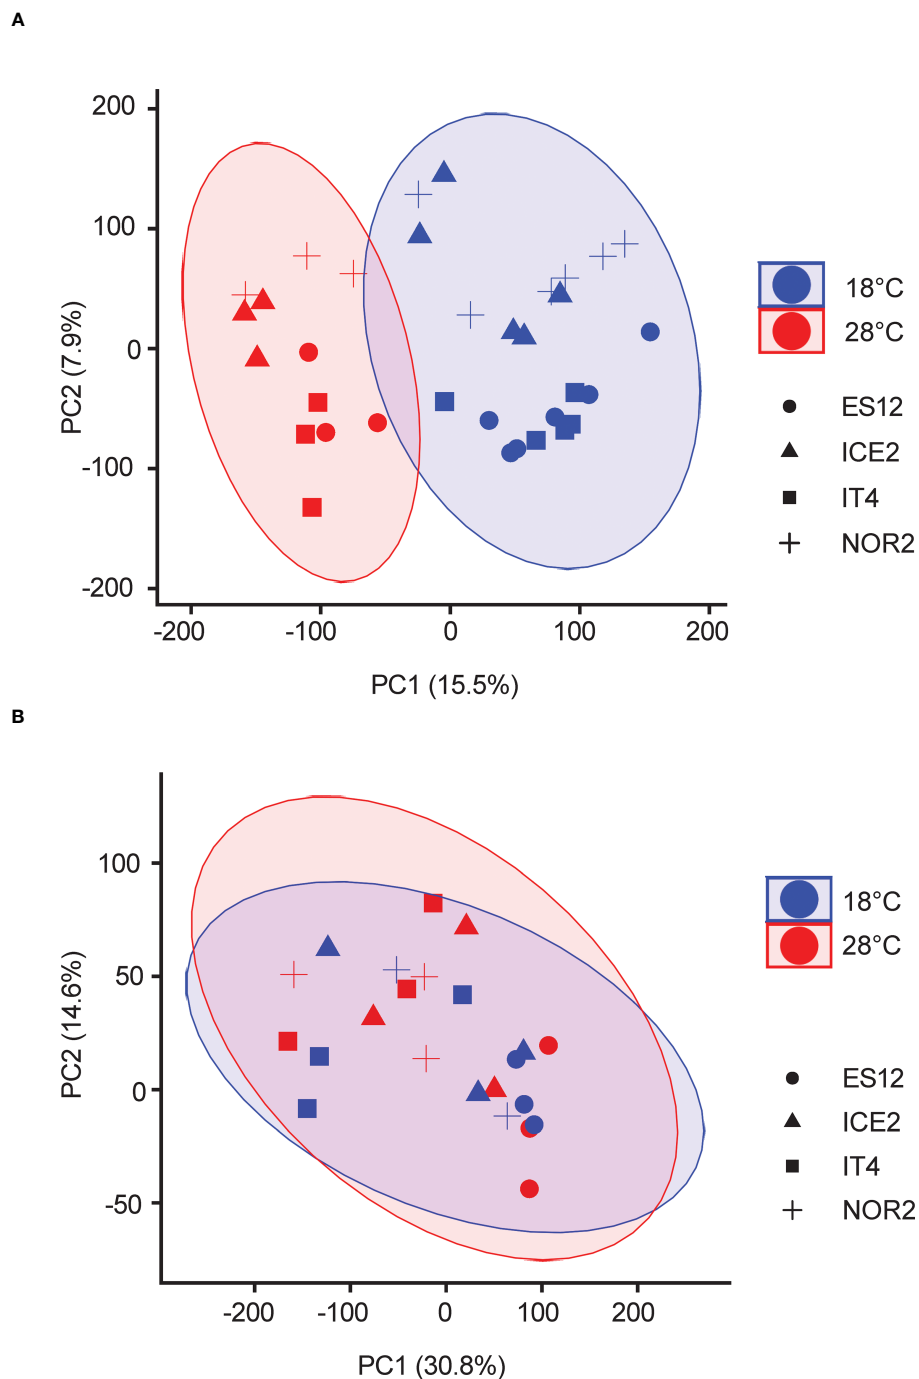 A
200
100
0
-100
-200
PC2 (7.9%)
-200
-100
0
100
200
PC1 (15.5%)
18°C
28°C
ES12
ICE2
IT4
NOR2
B
100
50
0
-50
PC2 (14.6%)
-200
-100
0
100
200
PC1 (30.8%)
18°C
28°C
ES12
ICE2
IT4
NOR2